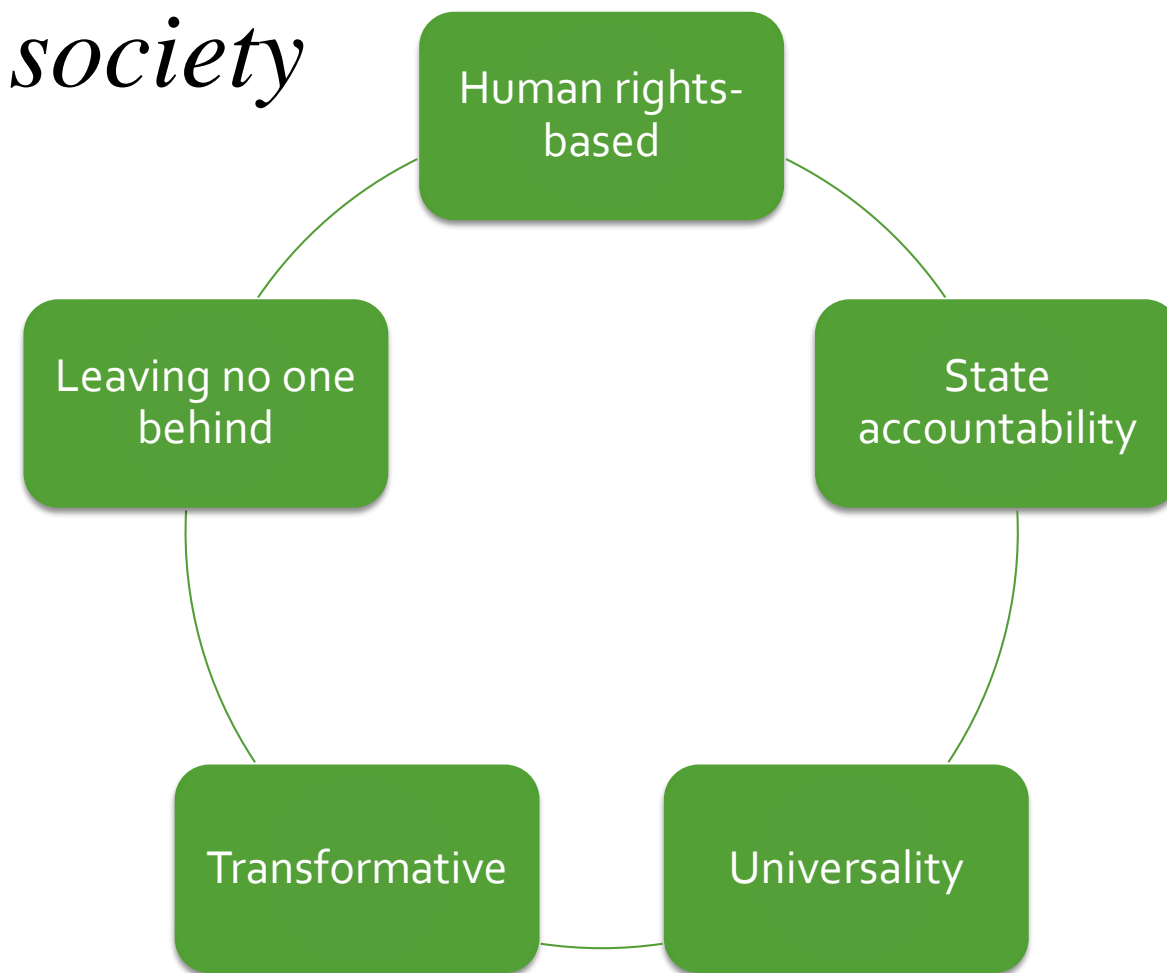 society
Human rights-
based
Leaving no one
behind
State
accountability
Transformative
Universality